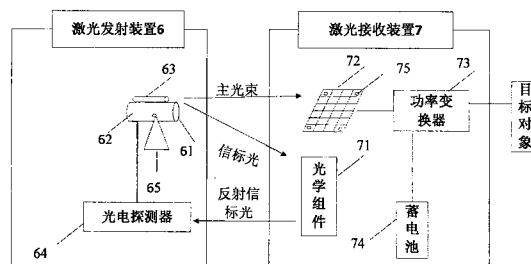 激光发射装置6
激光接收装置7
63
主光束
72
75
73
功率变换器
目标对象
62
61
信标光
71
65
光学组件
反射信标光
光电探测器
64
74
蓄电池